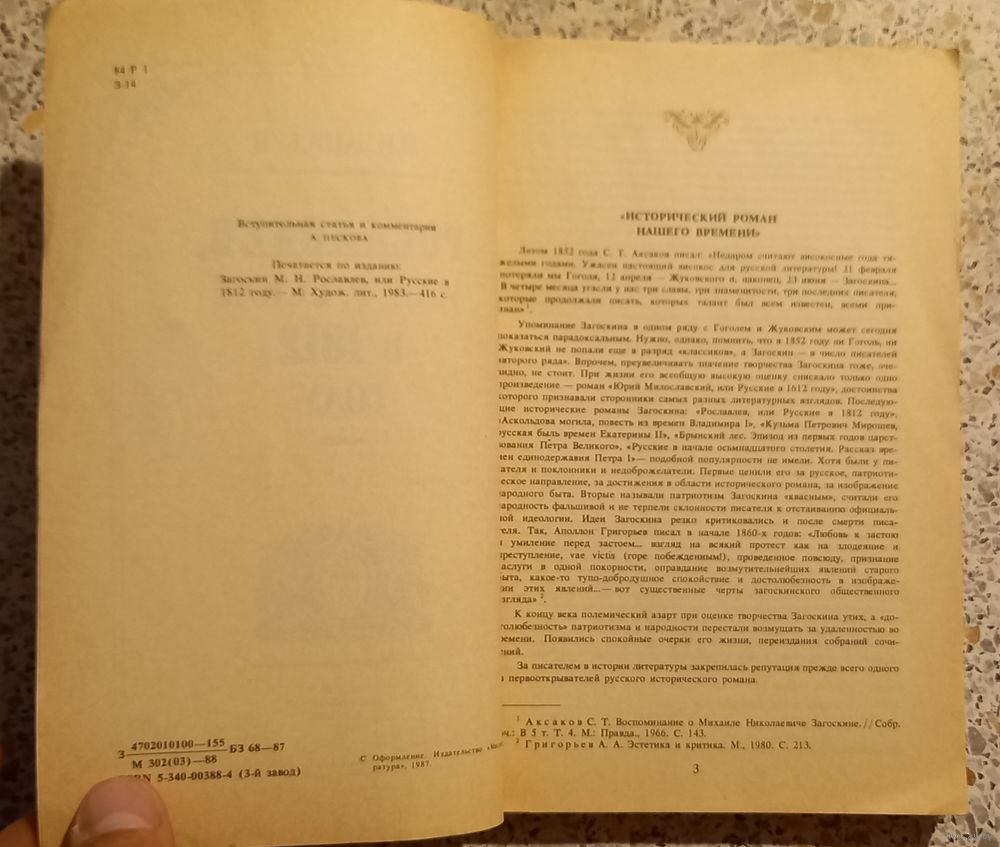 84 Р 1
З-14
Вступительная статья и комментарии
А. ПЕСКОВА
Печатается по изданию:
Загоскин М. Н. Рославлев, или Русские в
1812 году.— М: Худож. лит., 1983.—416 с.
З 4702010100—155 БЗ 68—87
М 302(03)—88
5-340-00388-4 (3-й завод)
© Оформление. Издательство
ратура», 1987.
«ИСТОРИЧЕСКИЙ РОМАН
НАШЕГО ВРЕМЕНИ»
Летом 1852 года С. Т. Аксаков писал: «Недаром считают високосные года тя-
желыми годами. Ужасен настоящий високос для русской литературы! 21 февраля
потеряли мы Гоголя, 12 апреля — Жуковского и, наконец, 23 июня — Загоскина...
В четыре месяца угасли у нас три славы, три знаменитости, три последних писателя,
которые продолжали писать, которых талант был всем известен, всеми при-
знан»¹.
Упоминание Загоскина в одном ряду с Гоголем и Жуковским может сегодня
показаться парадоксальным. Нужно, однако, помнить, что в 1852 году ни Гоголь, ни
Жуковский не попали еще в разряд «классиков», а Загоскин — в число писателей
второго ряда». Впрочем, преувеличивать значение творчества Загоскина тоже, оче-
видно, не стоит. При жизни его всеобщую высокую оценку снискало только одно
произведение — роман «Юрий Милославский, или Русские в 1612 году», достоинства
которого признавали сторонники самых разных литературных взглядов. Последую-
щие исторические романы Загоскина: «Рославлев, или Русские в 1812 году»,
«Аскольдова могила, повесть из времен Владимира I», «Кузьма Петрович Мирошев,
русская быль времен Екатерины II», «Брынский лес. Эпизод из первых годов царст-
вования Петра Великого», «Русские в начале осьмнадцатого столетия. Рассказ вре-
мен единодержавия Петра I»— подобной популярности не имели. Хотя были у пи-
сателя и поклонники и недоброжелатели. Первые ценили его за русское, патриоти-
ческое направление, за достижения в области исторического романа, за изображение
народного быта. Вторые называли патриотизм Загоскина «квасным», считали его
народность фальшивой и не терпели склонности писателя к отстаиванию официаль-
ной идеологии. Идеи Загоскина резко критиковались и после смерти писа-
теля. Так, Аполлон Григорьев писал в начале 1860-х годов: «Любовь к застою
и умиление перед застоем... взгляд на всякий протест как на злодеяние и
преступление, vae victis (горе побежденным!), проведенное повсюду, признание
заслуги в одной покорности, оправдание возмутительнейших явлений старого
быта, какое-то тупо-добродушное спокойствие и достолюбезность в изображе-
нии этих явлений...— вот существенные черты загоскинского общественного
взгляда»².
К концу века полемический азарт при оценке творчества Загоскина утих, а «до-
столюбезность» патриотизма и народности перестали возмущать за удаленностью во
времени. Появились спокойные очерки его жизни, переиздания собраний сочи-
нений.
За писателем в истории литературы закрепилась репутация прежде всего одного
из первооткрывателей русского исторического романа.
¹ Аксаков С. Т. Воспоминание о Михаиле Николаевиче Загоскине.//Собр.
соч.: В 5 т. Т. 4. М.: Правда., 1966. С. 143.
² Григорьев А. А. Эстетика и критика. М., 1980. С. 213.
3